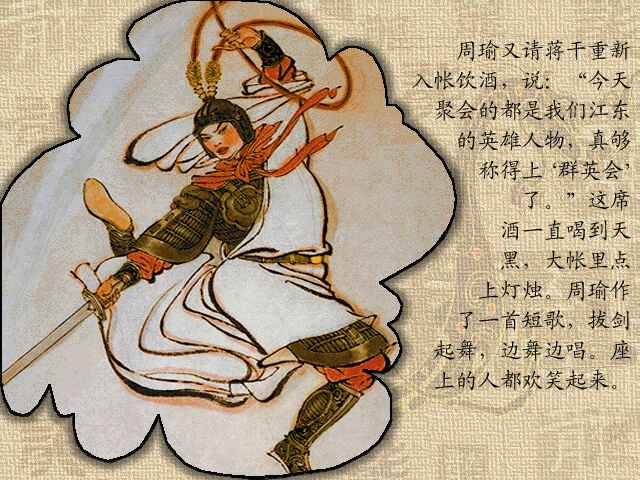 周瑜又请蒋干重新
入帐饮酒，说：“今天
聚会的都是我们江东
的英雄人物，真够
称得上‘群英会’
了。”这席
酒一直喝到天
黑，大帐里点
上灯烛。周瑜作
了一首短歌，拔剑
起舞，边舞边唱。座
上的人都欢笑起来。